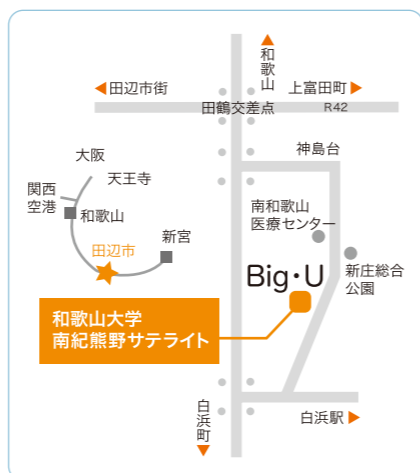 和歌山
田辺市街
上富田町
田鶴交差点
R42
神島台
大阪
天王寺
関西
空港
和歌山
新宮
田辺市
南和歌山
医療センター
新庄総合
公園
Big・U
和歌山大学
南紀熊野サテライト
白浜町
白浜駅